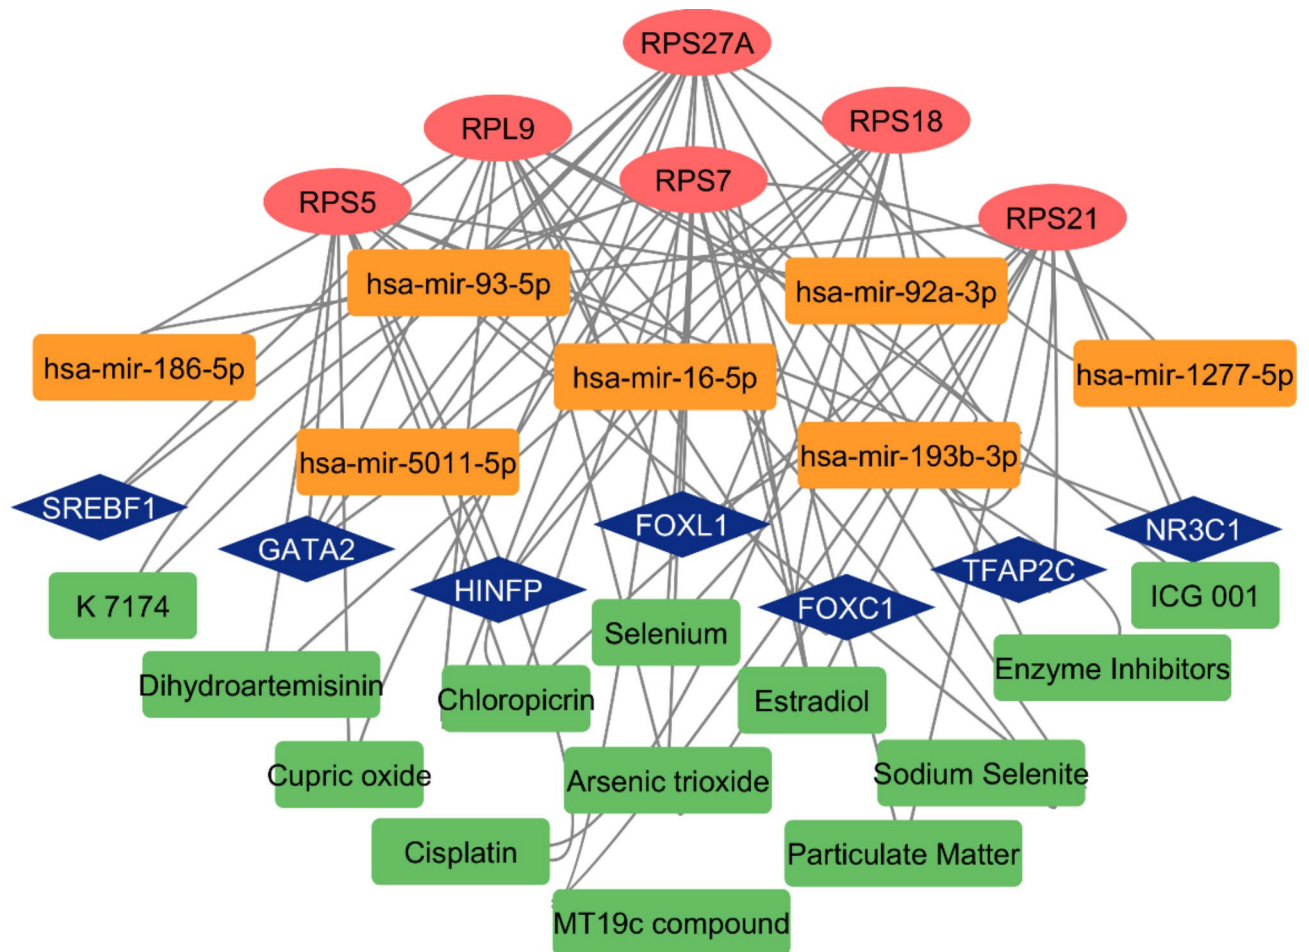 RPS27A
RPL9
RPS18
RPS5
RPS7
RPS21
hsa-mir-93-5p
hsa-mir-92a-3p
hsa-mir-186-5p
hsa-mir-16-5p
hsa-mir-1277-5p
hsa-mir-5011-5p
hsa-mir-193b-3p
SREBF1
GATA2
HINFP
FOXL1
FOXC1
TFAP2C
NR3C1
K 7174
Selenium
ICG 001
Dihydroartemisinin
Chloropicrin
Estradiol
Enzyme Inhibitors
Cupric oxide
Arsenic trioxide
Sodium Selenite
Cisplatin
Particulate Matter
MT19c compound